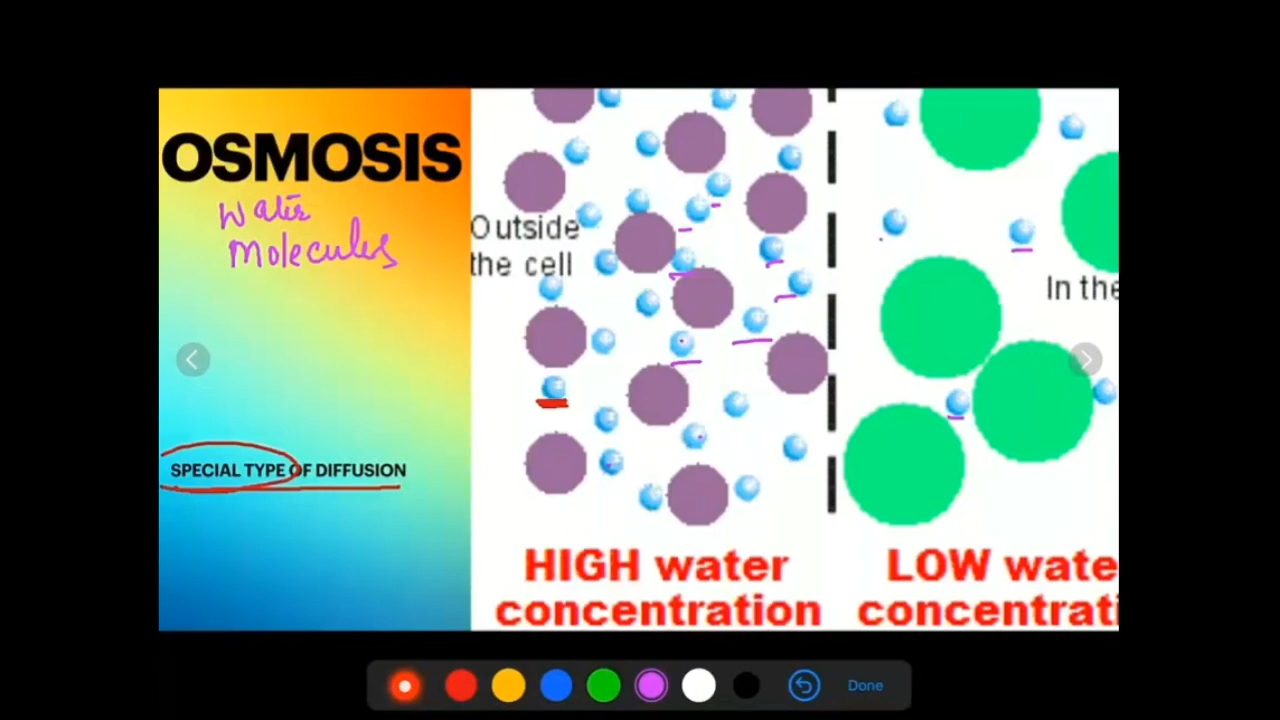 OSMOSIS
Water
Molecules
SPECIAL TYPE OF DIFFUSION
Outside
the cell
In the
HIGH water
concentration
LOW wate
concentrati
Done